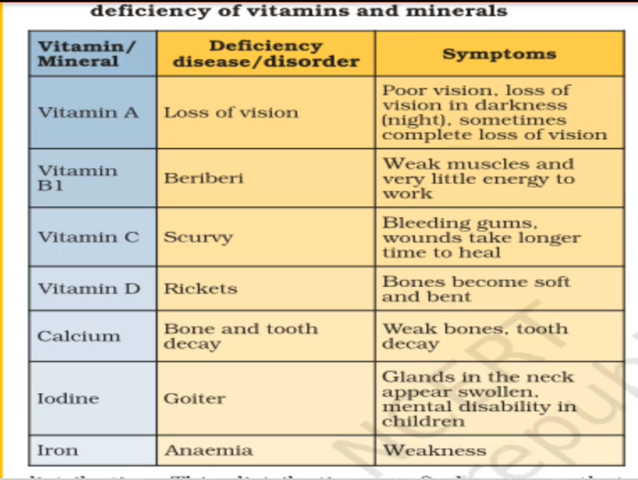 deficiency of vitamins and minerals
Vitamin/
Mineral
Deficiency
disease/disorder
Symptoms
Vitamin A
Loss of vision
Poor vision, loss of
vision in darkness
(night), sometimes
complete loss of vision
Vitamin
B1
Beriberi
Weak muscles and
very little energy to
work
Vitamin C
Scurvy
Bleeding gums,
wounds take longer
time to heal
Vitamin D
Rickets
Bones become soft
and bent
Calcium
Bone and tooth
decay
Weak bones, tooth
decay
Iodine
Goiter
Glands in the neck
appear swollen,
mental disability in
children
Iron
Anaemia
Weakness
NCERT